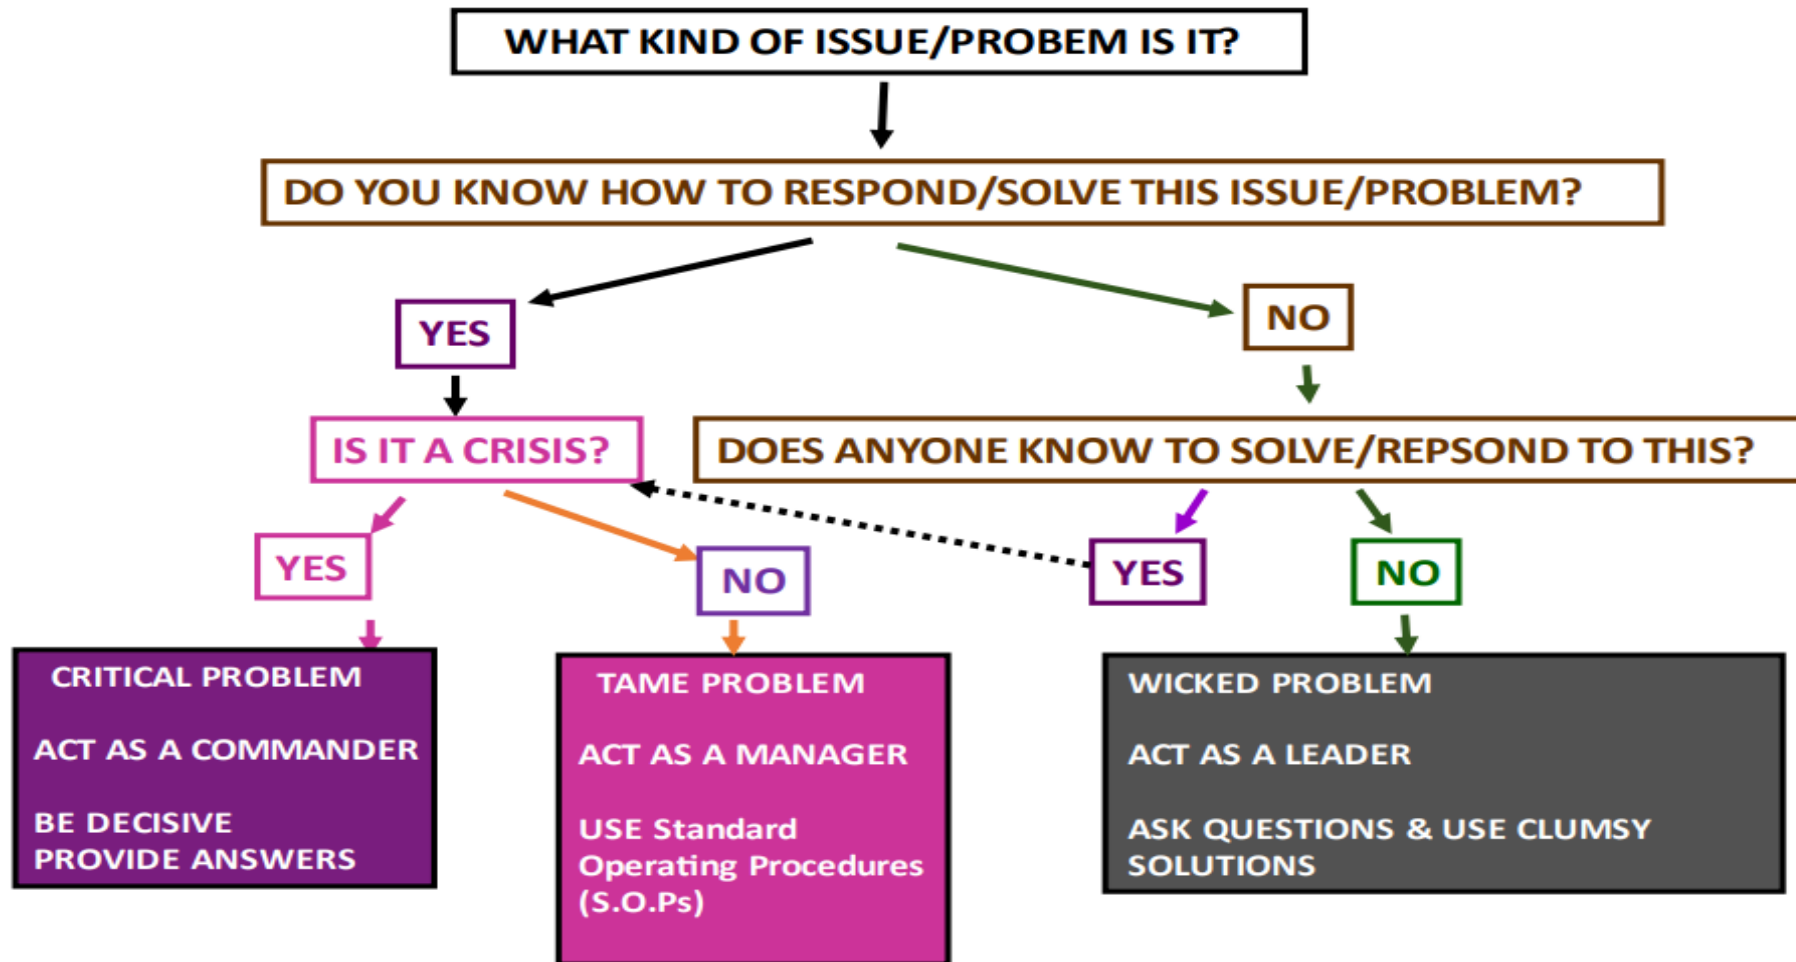 WHAT KIND OF ISSUE/PROBEM IS IT?
DO YOU KNOW HOW TO RESPOND/SOLVE THIS ISSUE/PROBLEM?
YES
NO
IS IT A CRISIS?
DOES ANYONE KNOW TO SOLVE/REPSOND TO THIS?
YES
NO
YES
NO
CRITICAL PROBLEM
ACT AS A COMMANDER
BE DECISIVE
PROVIDE ANSWERS
TAME PROBLEM
ACT AS A MANAGER
USE Standard
Operating Procedures
(S.O.Ps)
WICKED PROBLEM
ACT AS A LEADER
ASK QUESTIONS & USE CLUMSY
SOLUTIONS